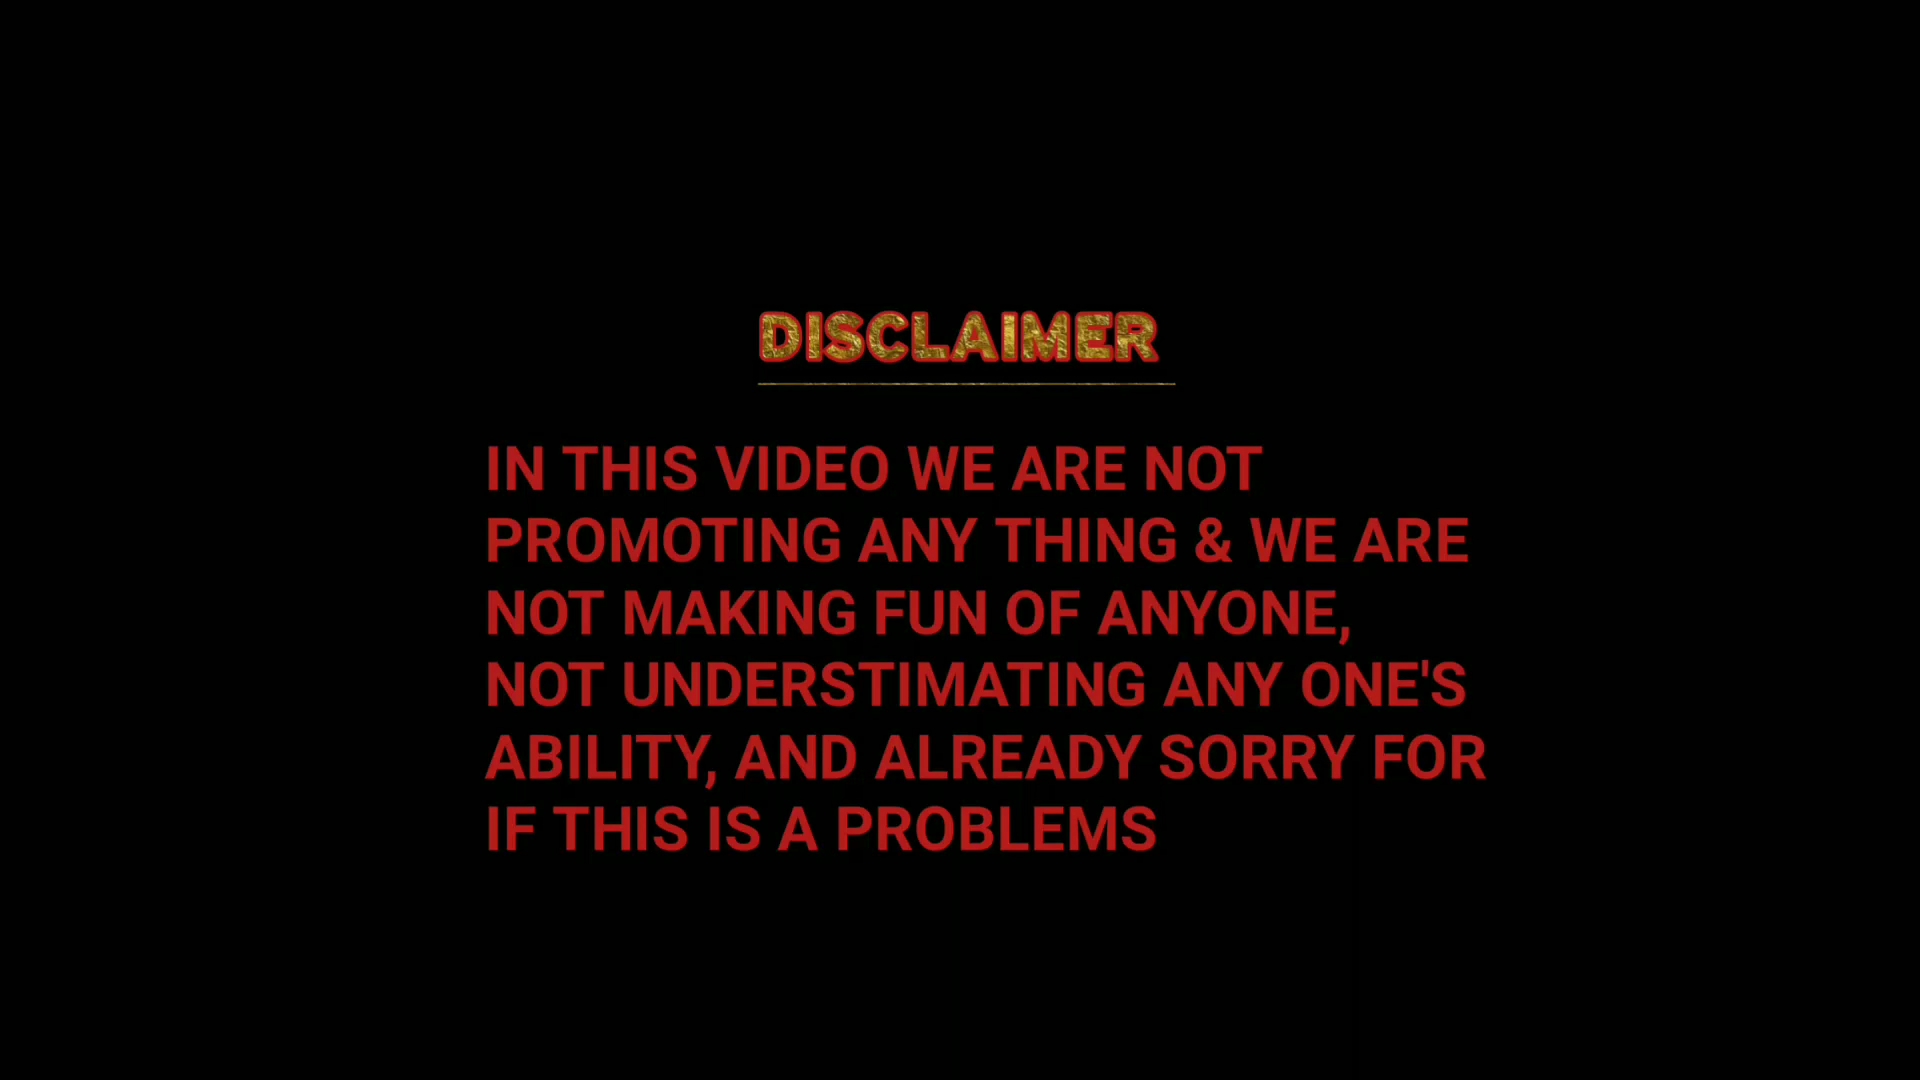 DISCLAIMER
IN THIS VIDEO WE ARE NOT
PROMOTING ANY THING & WE ARE
NOT MAKING FUN OF ANYONE,
NOT UNDERSTIMATING ANY ONE'S
ABILITY, AND ALREADY SORRY FOR
IF THIS IS A PROBLEMS